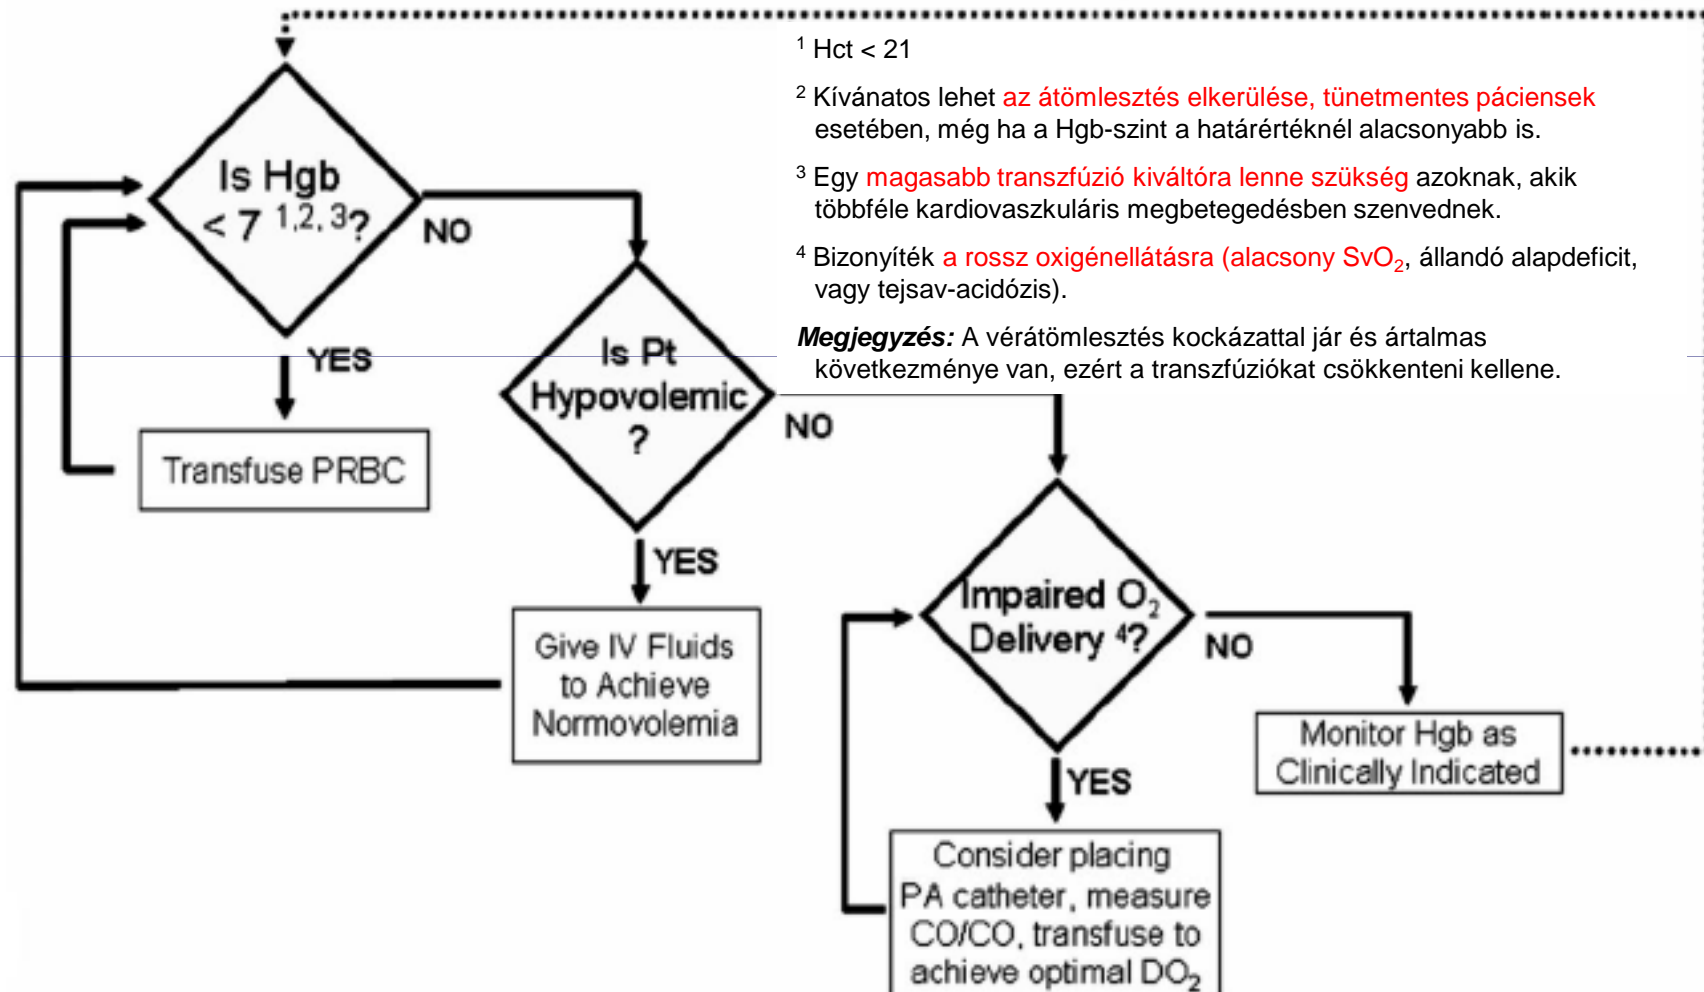 ¹ Hct < 21
² Kívánatos lehet az átömlesztés elkerülése, tünetmentes páciensek
esetében, még ha a Hgb-szint a határértéknél alacsonyabb is.
³ Egy magasabb transzfúzió kiváltóra lenne szükség azoknak, akik
többféle kardiovaszkuláris megbetegedésben szenvednek.
⁴ Bizonyíték a rossz oxigénellátásra (alacsony SvO₂, állandó alapdeficit,
vagy tejsav-acidózis).
Megjegyzés: A vérátömlesztés kockázattal jár és ártalmas
következménye van, ezért a transzfúziókat csökkenteni kellene.
Is Hgb
< 7 ¹,²,³?
NO
YES
Transfuse PRBC
Is Pt
Hypovolemic
?
NO
YES
Give IV Fluids
to Achieve
Normovolemia
Impaired O₂
Delivery ⁴?
NO
YES
Monitor Hgb as
Clinically Indicated
Consider placing
PA catheter, measure
CO/CO, transfuse to
achieve optimal DO₂